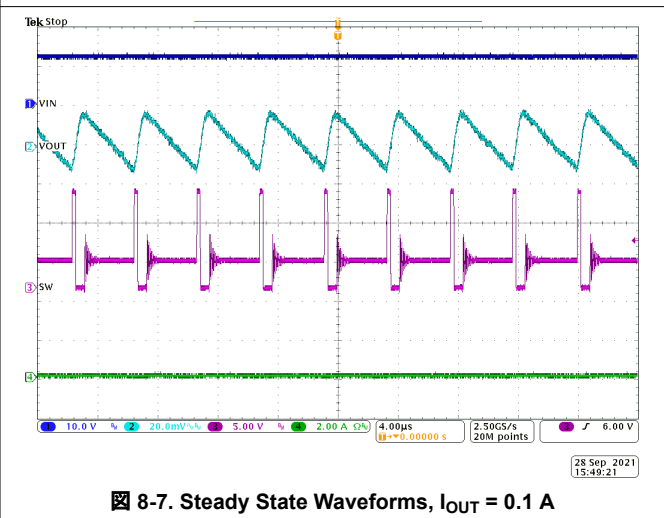 Tek Stop
T
T
1 VIN
2 VOUT
3 SW
4
1 10.0 V 2 20.0mV 3 5.00 V 4 2.00 A Ω
4.00µs
T→▼0.00000 s
2.50GS/s
20M points
3 6.00 V
28 Sep 2021
15:49:21
図 8-7. Steady State Waveforms, IOUT = 0.1 A